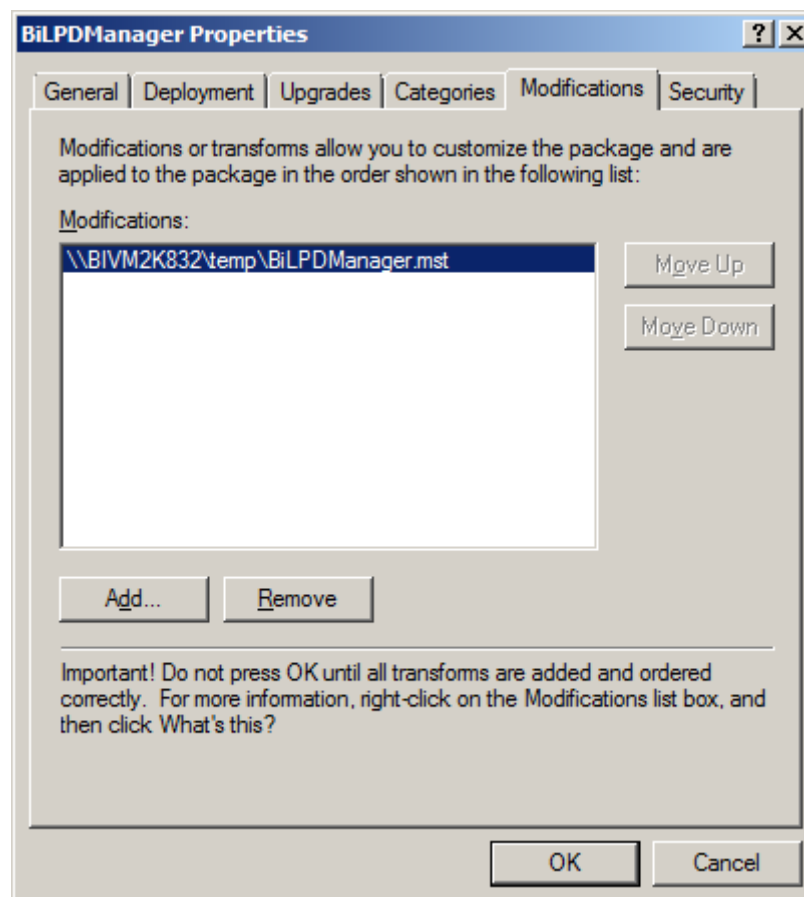 BiLPDManager Properties
General Deployment Upgrades Categories Modifications Security
Modifications or transforms allow you to customize the package and are
applied to the package in the order shown in the following list:
Modifications:
\\BIVM2K832\temp\BiLPDManager.mst
Move Up
Move Down
Add... Remove
Important! Do not press OK until all transforms are added and ordered
correctly. For more information, right-click on the Modifications list box, and
then click What's this?
OK Cancel